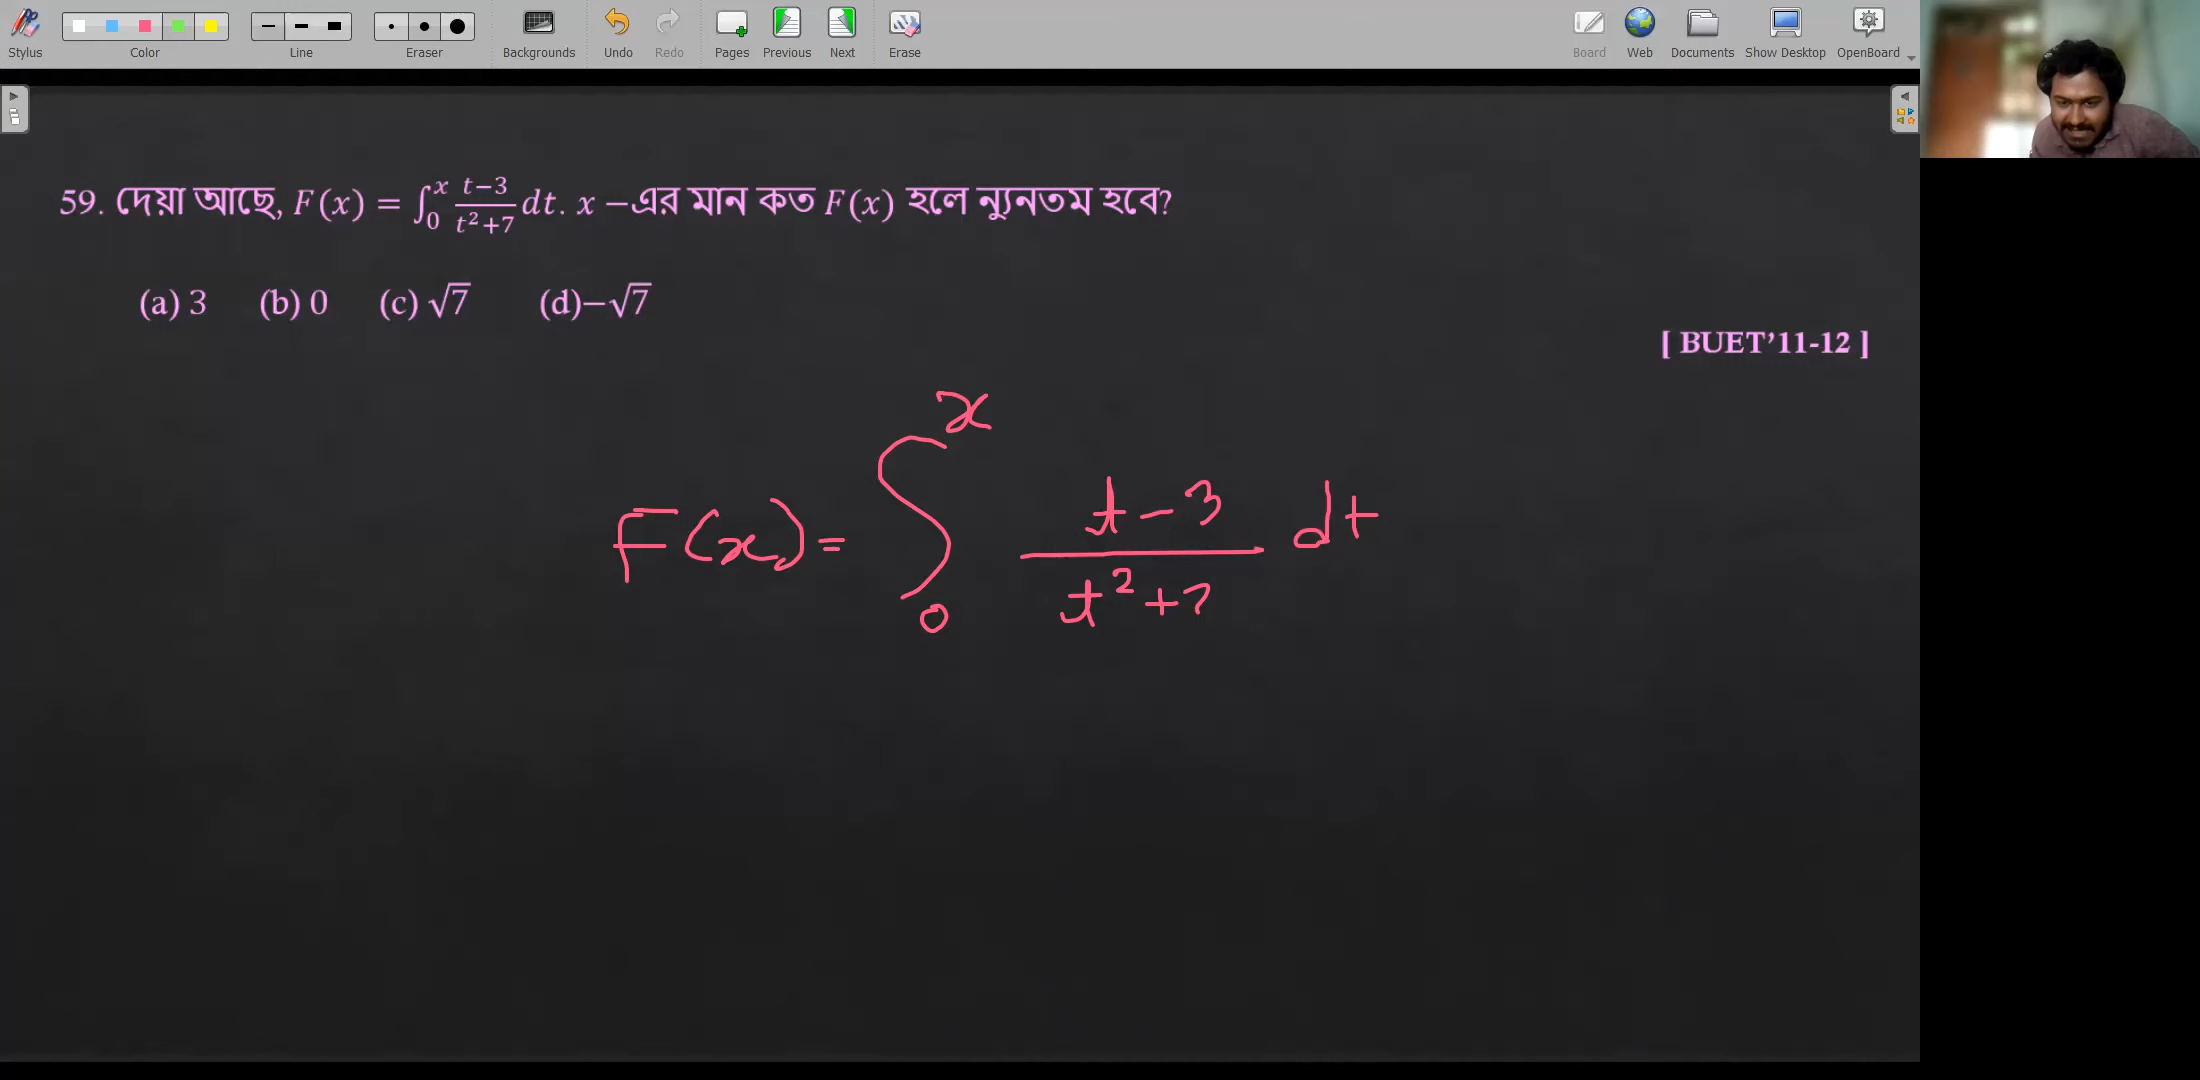 Stylus Color Line Eraser Backgrounds Undo Redo Pages Previous Next Erase Board Web Documents Show Desktop OpenBoard
59. দেয়া আছে, F(x) = ∫₀ˣ (t−3)/(t²+7) dt. x −এর মান কত F(x) হলে ন্যুনতম হবে?
(a) 3 (b) 0 (c) √7 (d)−√7
[ BUET’11-12 ]
F(x) = ∫₀ˣ (t−3)/(t²+7) dt